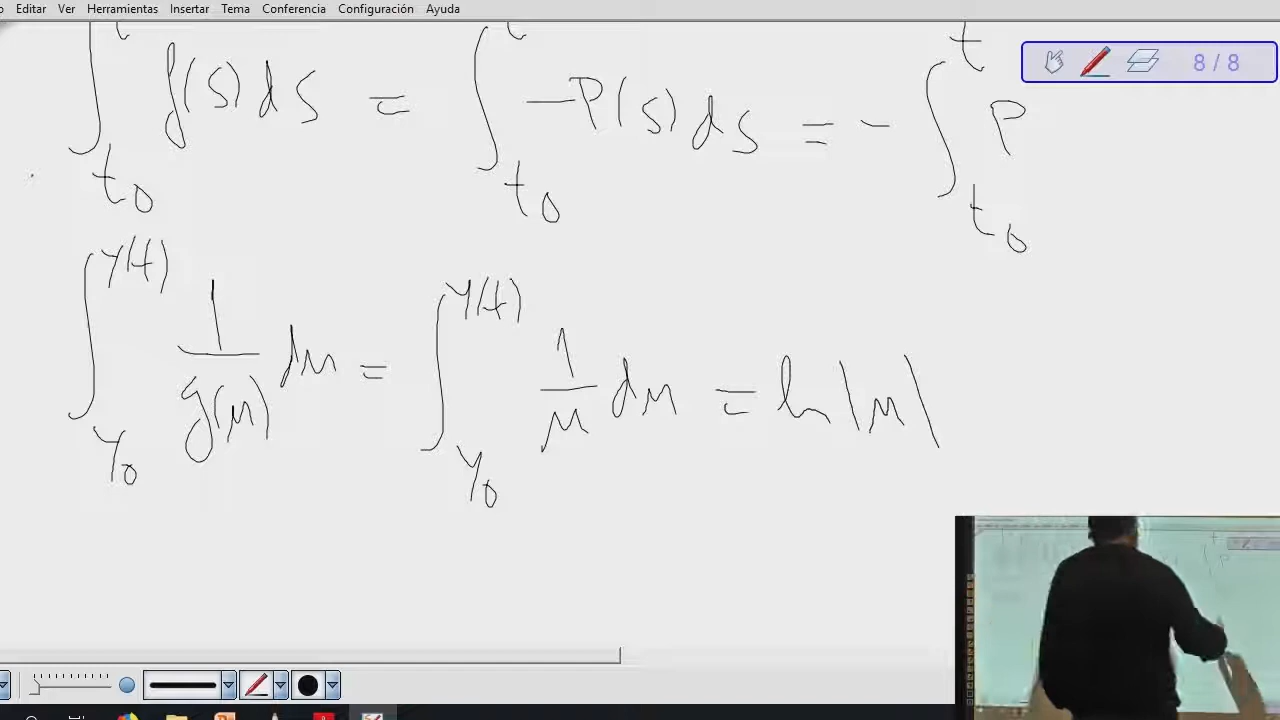 Editar Ver Herramientas Insertar Tema Conferencia Configuración Ayuda
8 / 8
∫_{t_0}^{t} f(s) ds = ∫_{t_0}^{t} -P(s) ds = - ∫_{t_0}^{t} P
∫_{y_0}^{y(t)} 1/g(u) du = ∫_{y_0}^{y(t)} 1/u du = ln|u|